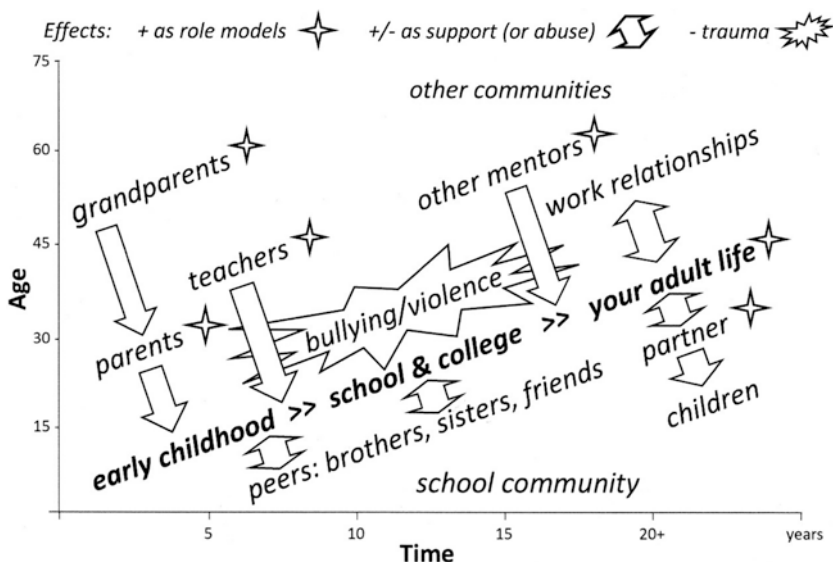 Effects: + as role models +/- as support (or abuse) - trauma
75
other communities
60
grandparents
other mentors
work relationships
45
teachers
your adult life
Age
bullying/violence
30
parents
partner
school & college >>
children
15
early childhood >>
peers: brothers, sisters, friends
school community
5 10 15 20+ years
Time